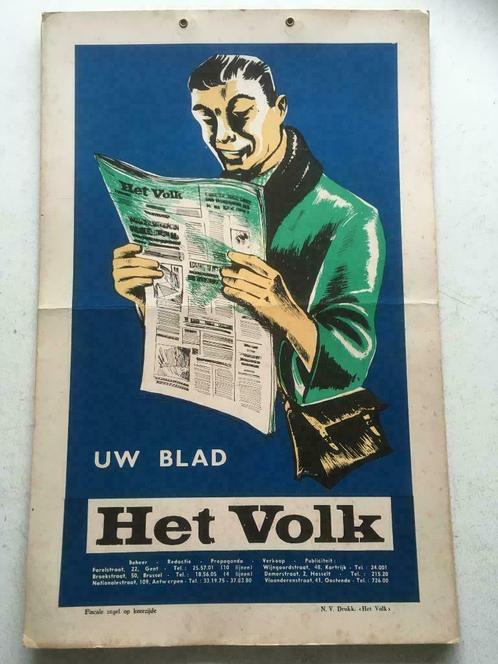 Het Volk
UW BLAD
Het Volk
Beheer - Redactie - Propaganda - Verkoop - Publiciteit :
Forelstraat, 22, Gent - Tel. : 25.57.01 (10 lijnen) Wijngaardstraat, 48, Kortrijk - Tel. : 24.001
Broekstraat, 50, Brussel - Tel. : 18.56.05 (4 lijnen) Demerstraat, 2, Hasselt - Tel. : 215.20
Nationalestraat, 109, Antwerpen - Tel. : 33.19.75 - 37.03.80 Vlaanderenstraat, 41, Oostende - Tel. : 726.00
Fiscale zegel op keerzijde N. V. Drukk. «Het Volk»